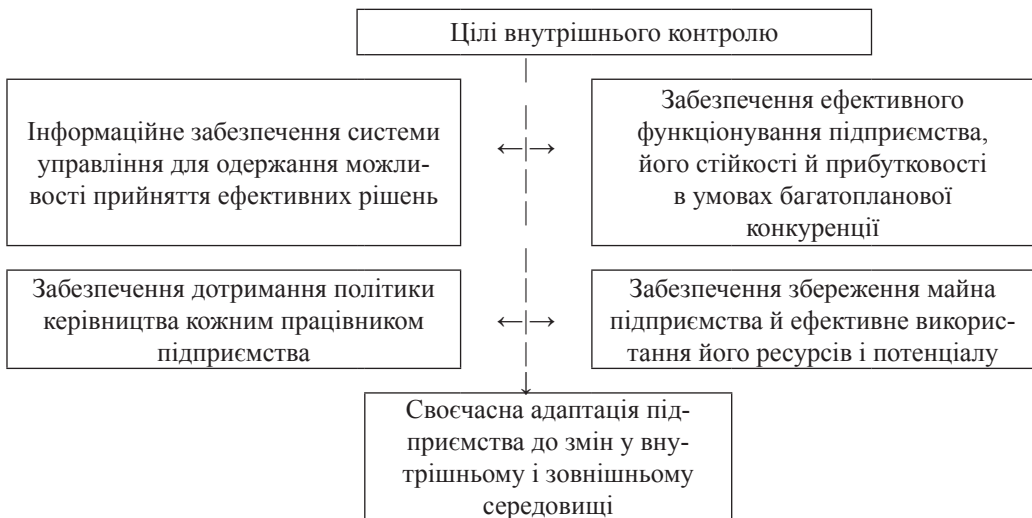 Цілі внутрішнього контролю
Інформаційне забезпечення системи
управління для одержання можли-
вості прийняття ефективних рішень
Забезпечення ефективного
функціонування підприємства,
його стійкості й прибутковості
в умовах багатопланової
конкуренції
Забезпечення дотримання політики
керівництва кожним працівником
підприємства
Забезпечення збереження майна
підприємства й ефективне викорис-
тання його ресурсів і потенціалу
Своєчасна адаптація під-
приємства до змін у вну-
трішньому і зовнішньому
середовищі